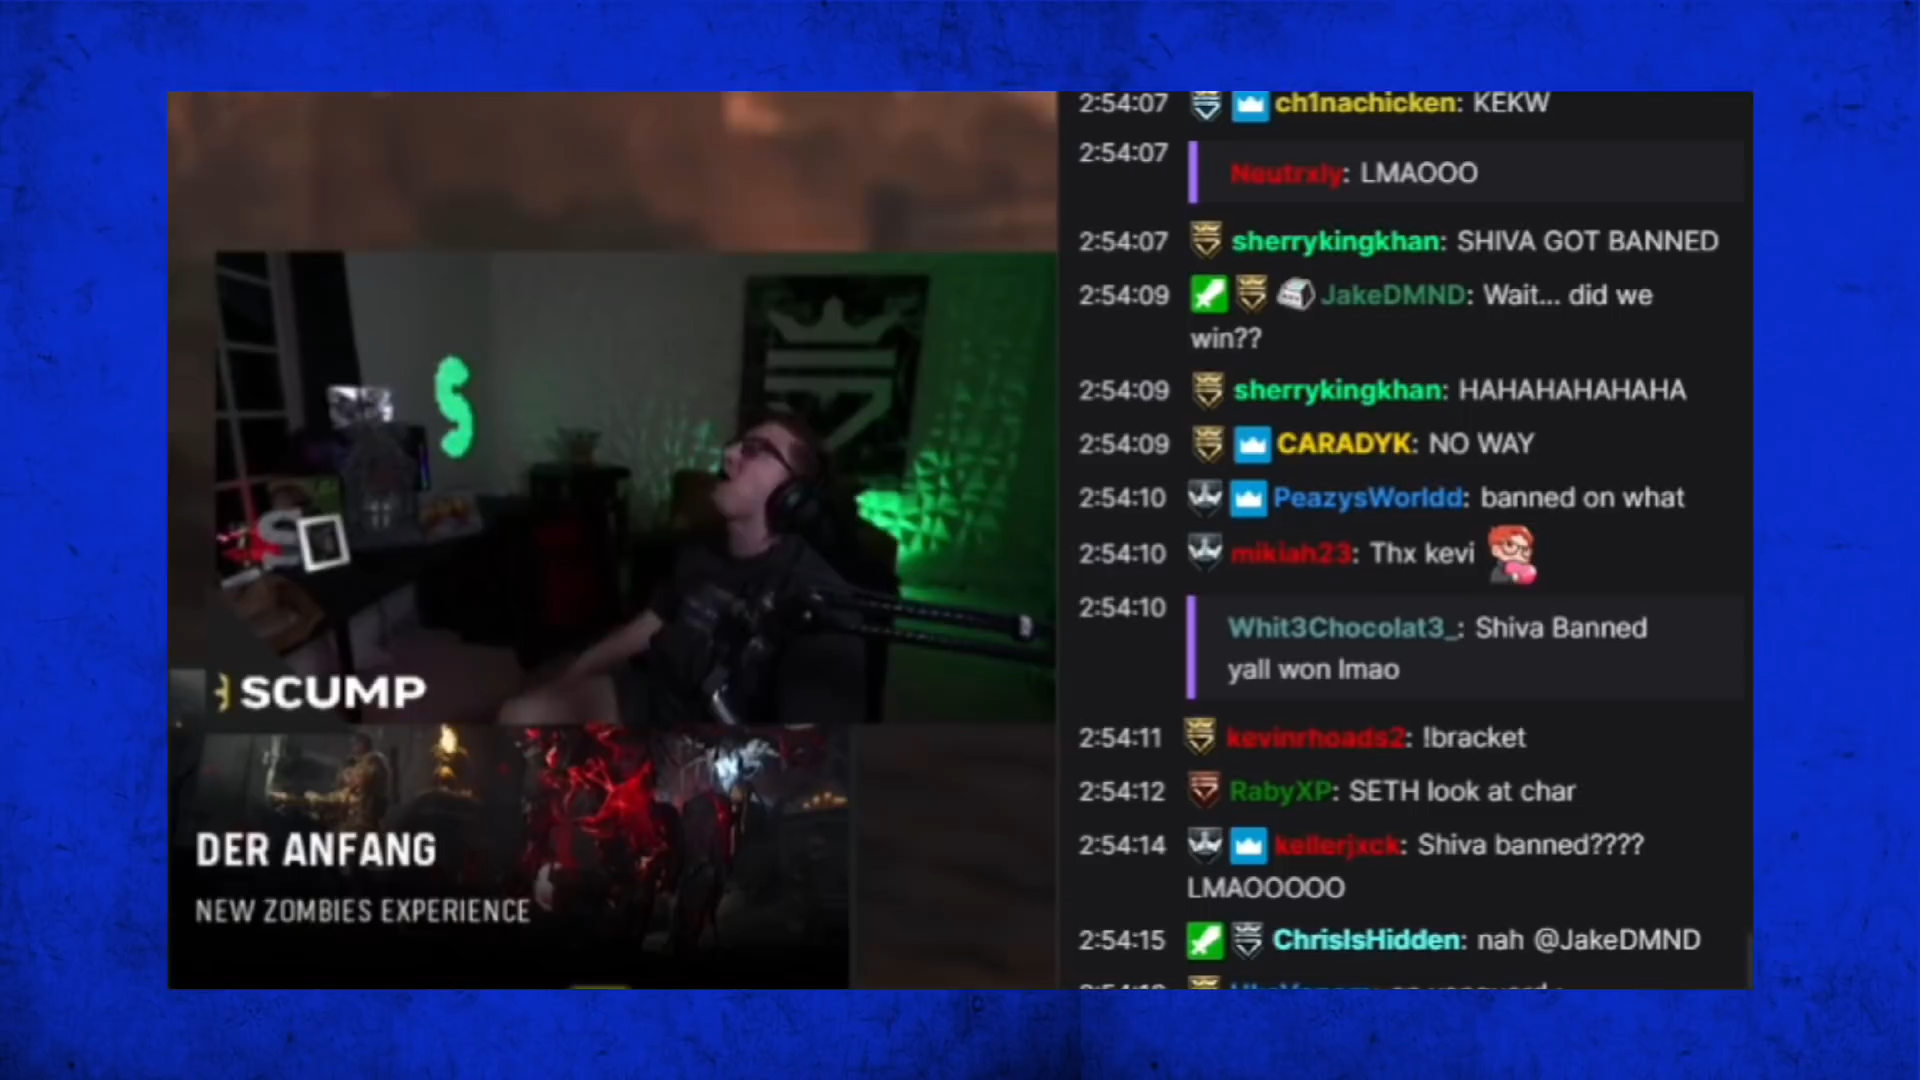 SCUMP
DER ANFANG
NEW ZOMBIES EXPERIENCE
2:54:07 ch1nachicken: KEKW
2:54:07 Neutrxly: LMAOOO
2:54:07 sherrykingkhan: SHIVA GOT BANNED
2:54:09 JakeDMND: Wait... did we
win??
2:54:09 sherrykingkhan: HAHAHAHAHAHA
2:54:09 CARADYK: NO WAY
2:54:10 PeazysWorldd: banned on what
2:54:10 mikiah23: Thx kevi
2:54:10 Whit3Chocolat3_: Shiva Banned
yall won lmao
2:54:11 kevinrhoads2: !bracket
2:54:12 RabyXP: SETH look at char
2:54:14 kellerjxck: Shiva banned????
LMAOOOOO
2:54:15 ChrisIsHidden: nah @JakeDMND